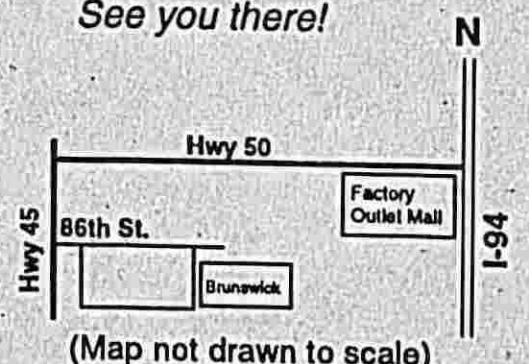 See you there!
N
Hwy 50
Factory
Outlet Mall
Hwy 45
86th St.
I-94
Brunswick
(Map not drawn to scale)